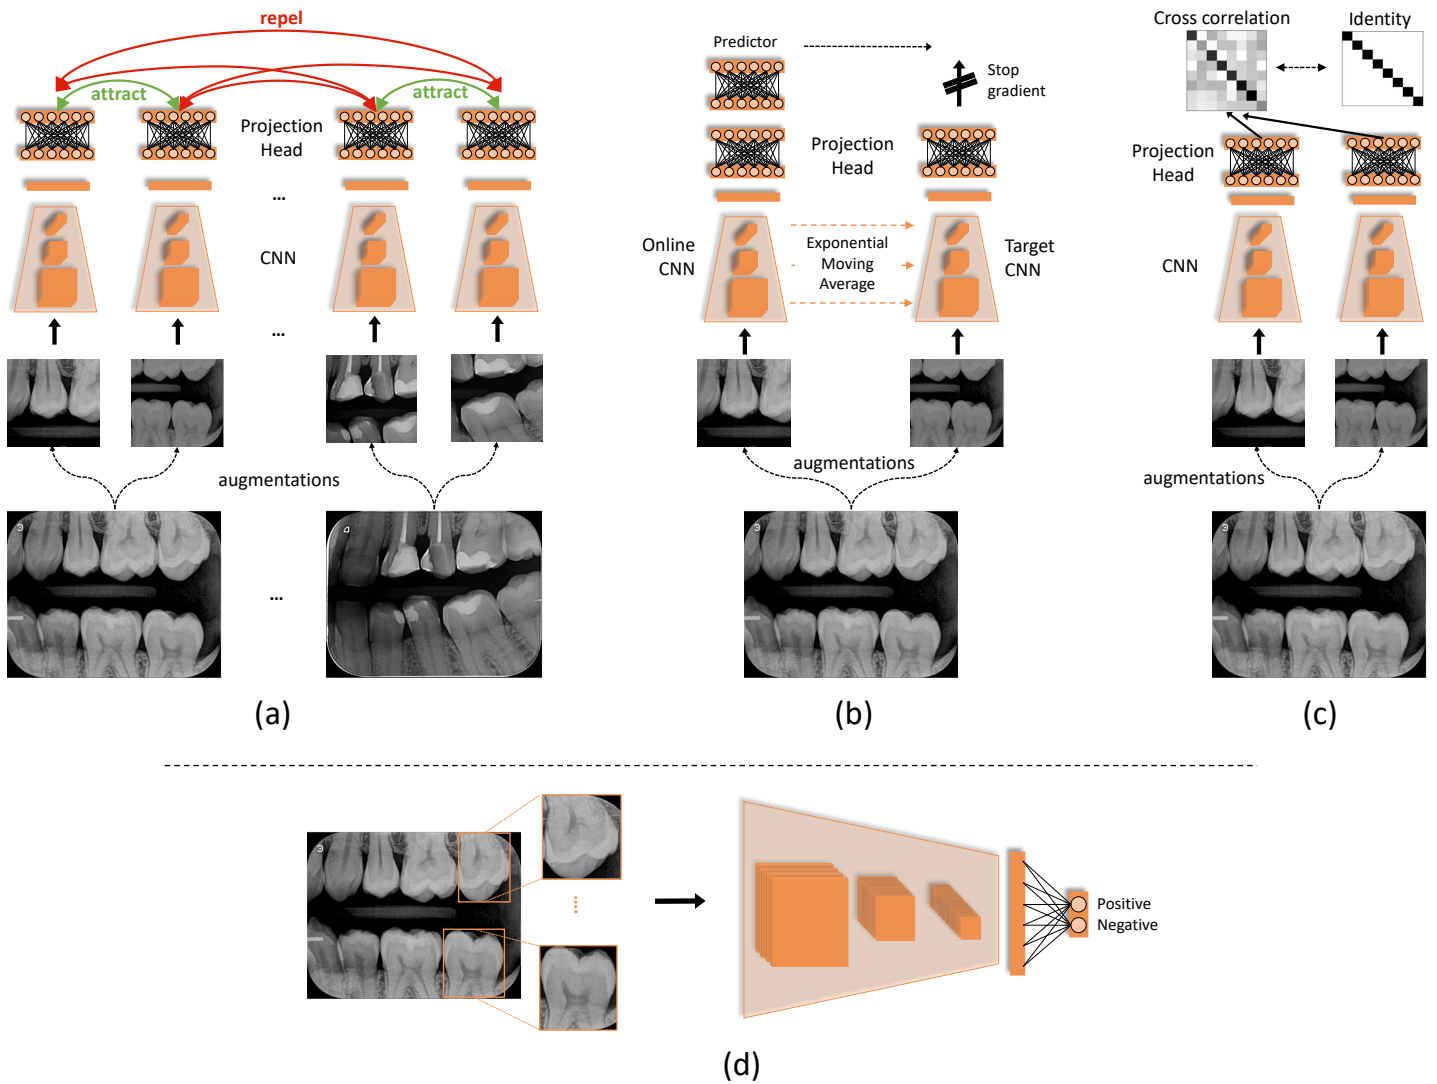 repel
attract
attract
Projection
Head
...
CNN
...
augmentations
...
(a)
Predictor
Stop
gradient
Projection
Head
Online
CNN
Exponential
Moving
Average
Target
CNN
augmentations
(b)
Cross correlation
Identity
Projection
Head
CNN
augmentations
(c)
Positive
Negative
(d)